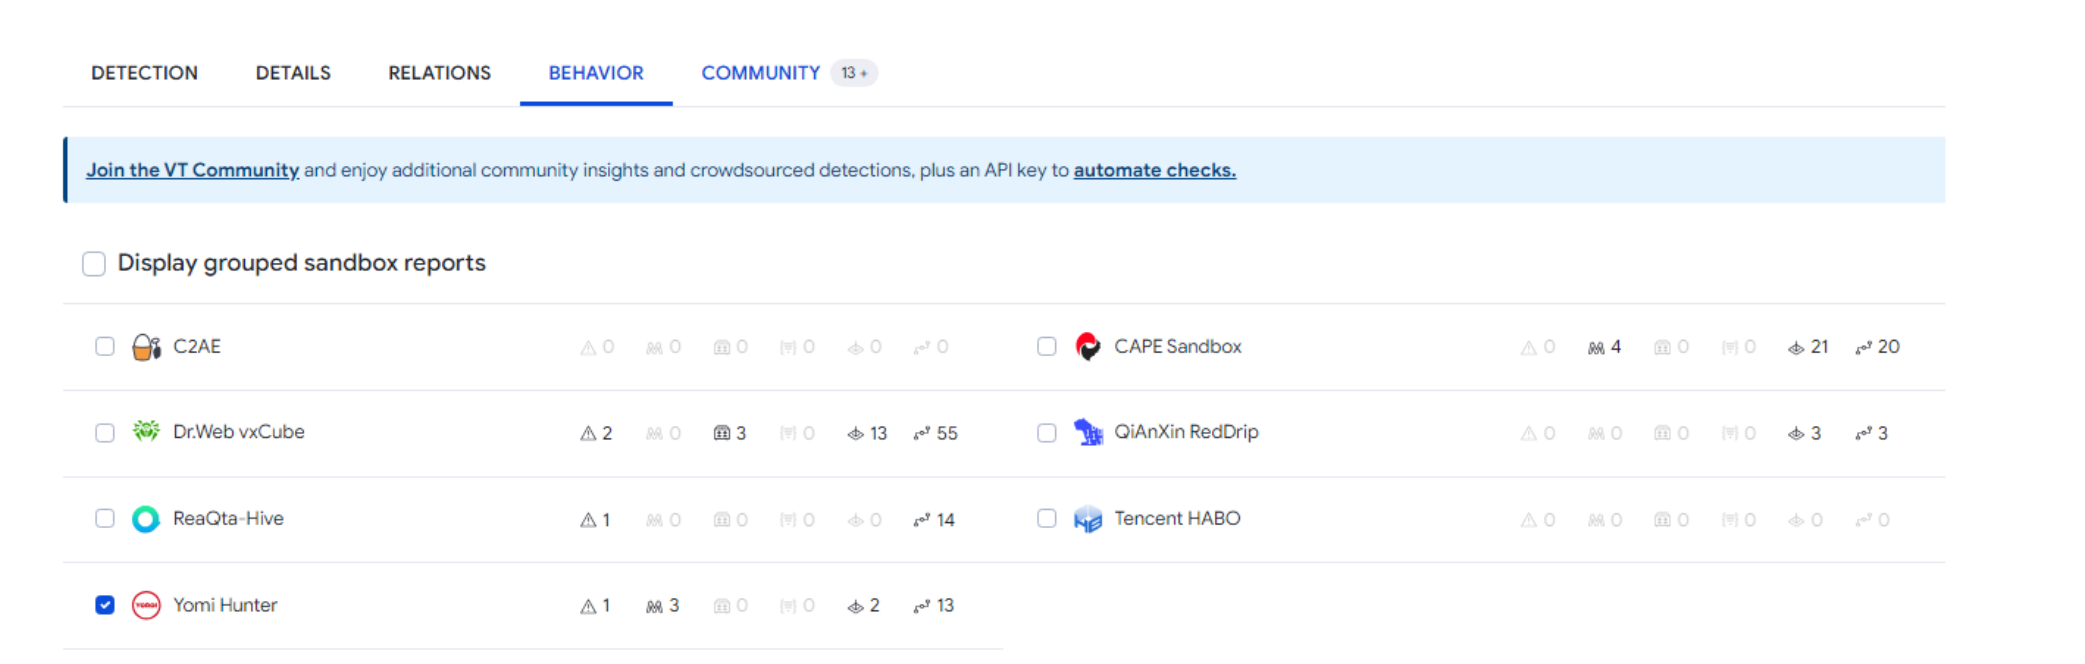 DETECTION DETAILS RELATIONS BEHAVIOR COMMUNITY 13 +
Join the VT Community and enjoy additional community insights and crowdsourced detections, plus an API key to automate checks.
Display grouped sandbox reports
C2AE 0 0 0 0 0 0
CAPE Sandbox 0 4 0 0 21 20
Dr.Web vxCube 2 0 3 0 13 55
QiAnXin RedDrip 0 0 0 0 3 3
ReaQta-Hive 1 0 0 0 0 14
Tencent HABO 0 0 0 0 0 0
YOMI Yomi Hunter 1 3 0 0 2 13